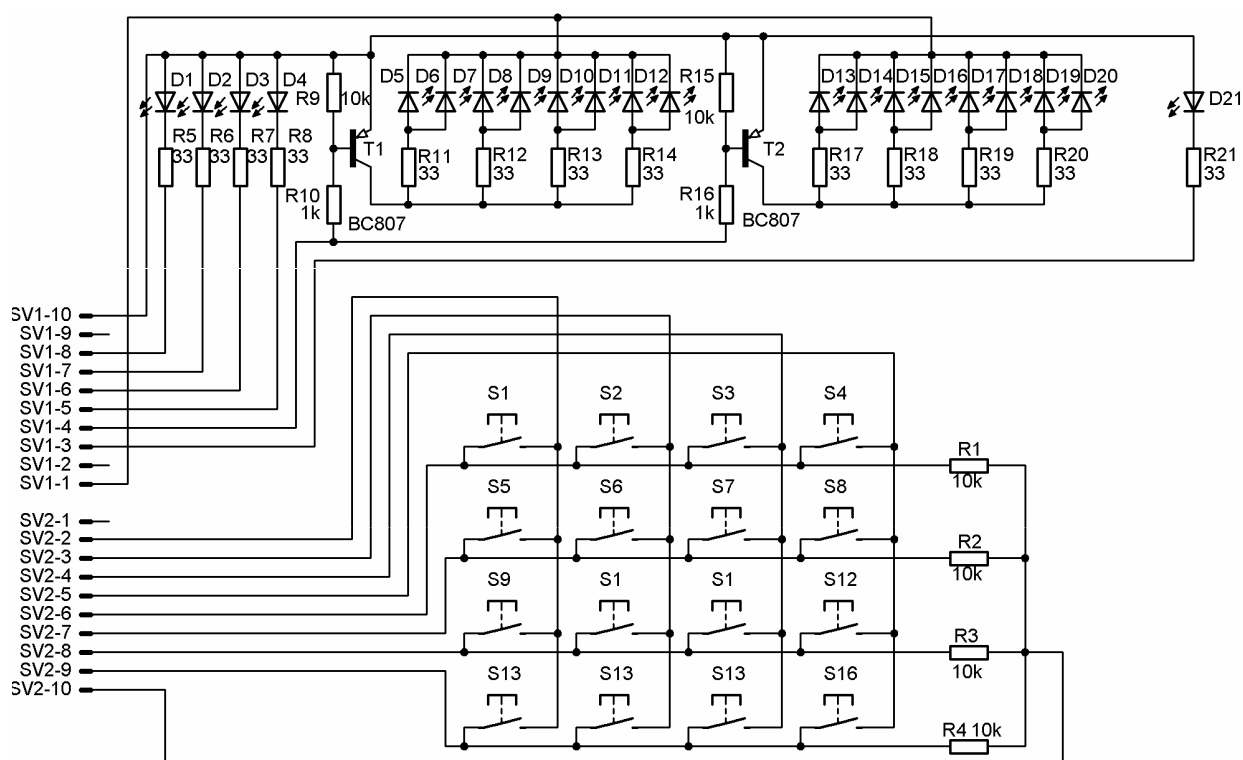 D1 D2 D3 D4
R9 10k
D5 D6 D7 D8 D9 D10 D11 D12
R15
10k
D13 D14 D15 D16 D17 D18 D19 D20
D21
R5 R6 R7 R8
33 33 33 33
T1
R11 R12 R13 R14
33 33 33 33
T2
R17 R18 R19 R20
33 33 33 33
R21
33
R10
1k
BC807
R16
1k
BC807
SV1-10
SV1-9
SV1-8
SV1-7
SV1-6
SV1-5
SV1-4
SV1-3
SV1-2
SV1-1
SV2-1
SV2-2
SV2-3
SV2-4
SV2-5
SV2-6
SV2-7
SV2-8
SV2-9
SV2-10
S1 S2 S3 S4
R1
10k
S5 S6 S7 S8
R2
10k
S9 S1 S1 S12
R3
10k
S13 S13 S13 S16
R4 10k